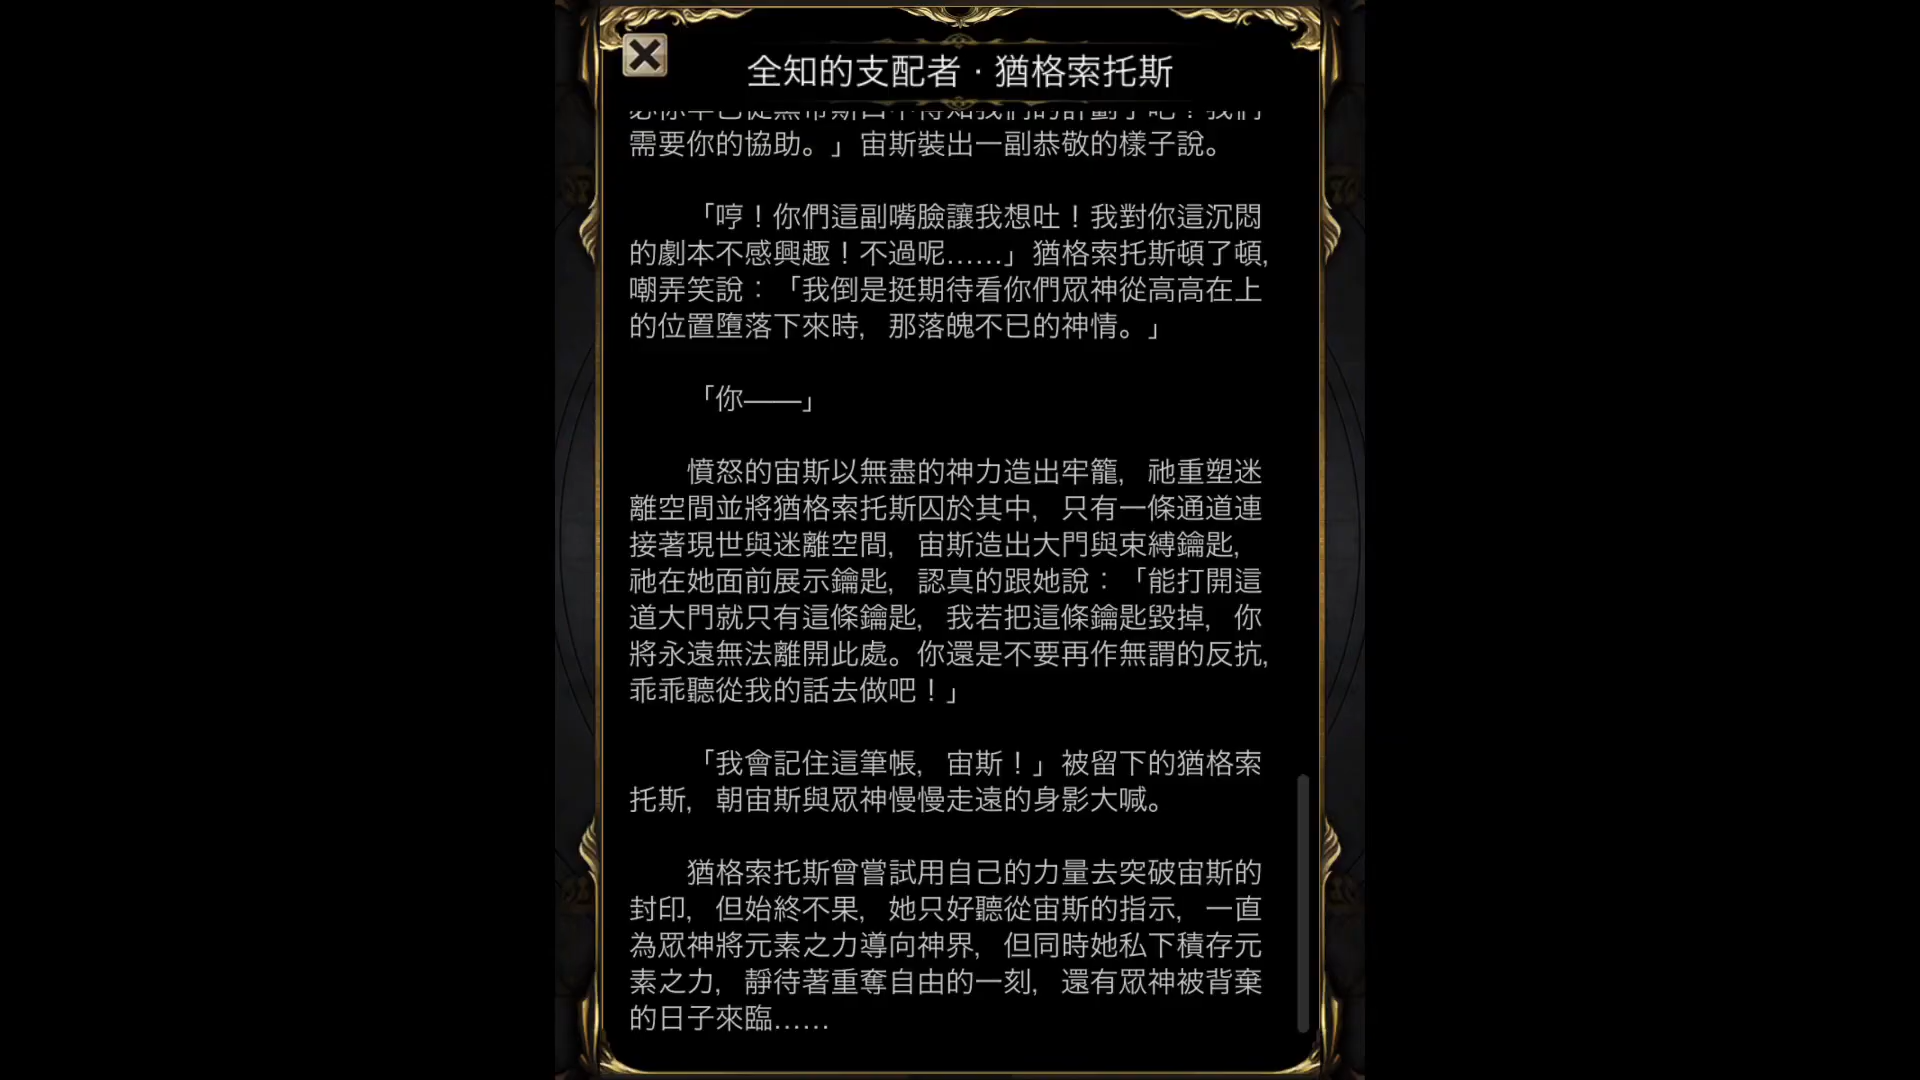 全知的支配者·猶格索托斯
需要你的協助。」宙斯裝出一副恭敬的樣子說。
「哼！你們這副嘴臉讓我想吐！我對你這沉悶
的劇本不感興趣！不過呢……」猶格索托斯頓了頓，
嘲弄笑說：「我倒是挺期待看你們眾神從高高在上
的位置墮落下來時，那落魄不已的神情。」
「你——」
憤怒的宙斯以無盡的神力造出牢籠，祂重塑迷
離空間並將猶格索托斯囚於其中，只有一條通道連
接著現世與迷離空間，宙斯造出大門與束縛鑰匙，
祂在她面前展示鑰匙，認真的跟她說：「能打開這
道大門就只有這條鑰匙，我若把這條鑰匙毀掉，你
將永遠無法離開此處。你還是不要再作無謂的反抗，
乖乖聽從我的話去做吧！」
「我會記住這筆帳，宙斯！」被留下的猶格索
托斯，朝宙斯與眾神慢慢走遠的身影大喊。
猶格索托斯曾嘗試用自己的力量去突破宙斯的
封印，但始終不果，她只好聽從宙斯的指示，一直
為眾神將元素之力導向神界，但同時她私下積存元
素之力，靜待著重奪自由的一刻，還有眾神被背棄
的日子來臨……